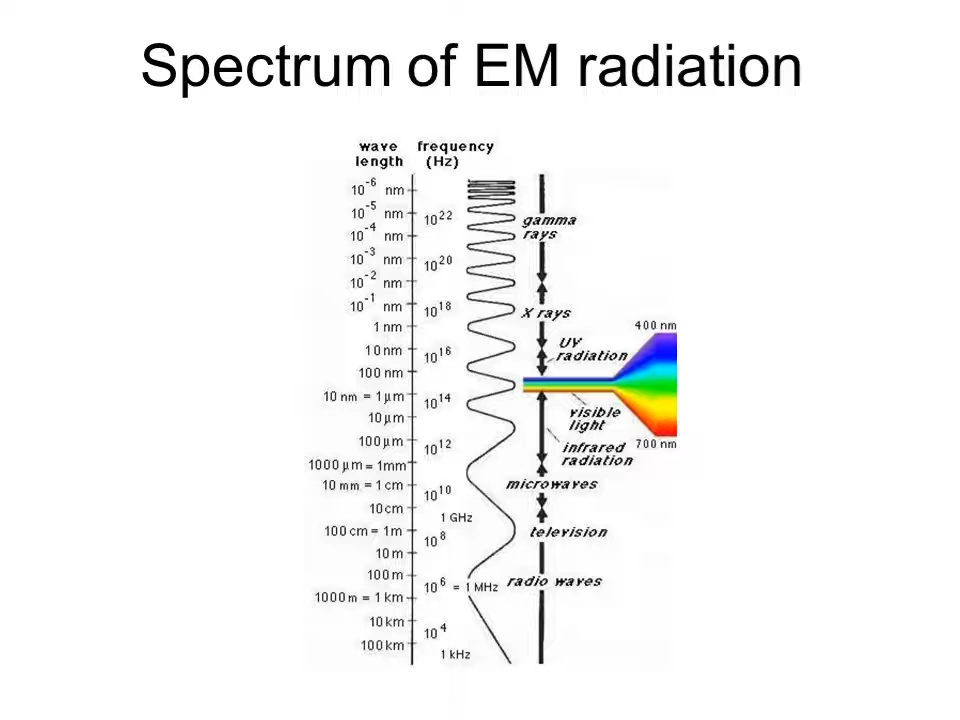 Spectrum of EM radiation
wave length
frequency (Hz)
10⁻⁶ nm
10⁻⁵ nm
10²²
10⁻⁴ nm
gamma rays
10⁻³ nm
10²⁰
10⁻² nm
10⁻¹ nm
10¹⁸
X rays
1 nm
400 nm
10 nm
10¹⁶
UV radiation
100 nm
10 nm = 1 µm
10¹⁴
10 µm
visible light
100 µm
10¹²
infrared radiation
700 nm
1000 µm = 1mm
10 mm = 1 cm
10¹⁰
microwaves
10 cm
1 GHz
100 cm = 1m
10⁸
television
10 m
100 m
10⁶ = 1 MHz
radio waves
1000 m = 1 km
10 km
10⁴
100 km
1 kHz